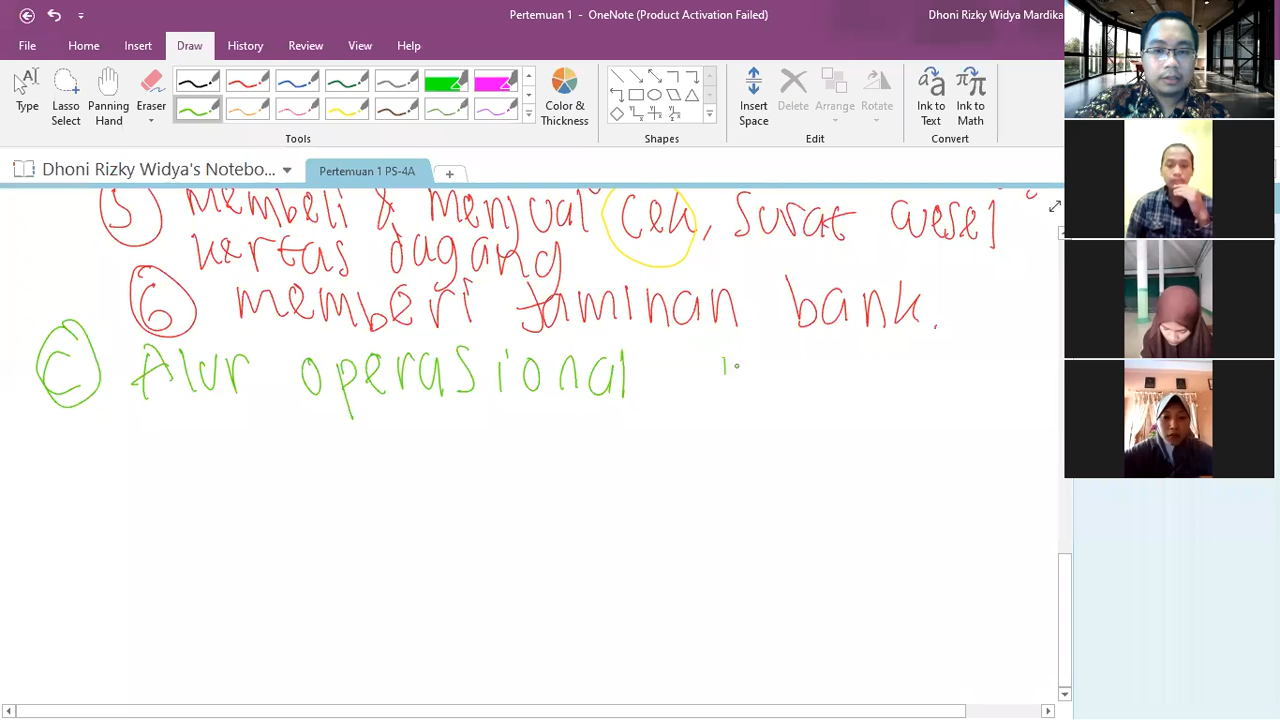 Pertemuan 1 - OneNote (Product Activation Failed)
Dhoni Rizky Widya Mardika
File Home Insert Draw History Review View Help
Type
Lasso Select
Panning Hand
Eraser
Color & Thickness
Insert Space
Delete
Arrange
Rotate
Ink to Text
Ink to Math
Tools
Shapes
Edit
Convert
Dhoni Rizky Widya's Notebo...
Pertemuan 1 PS-4A
5 membeli & menjual cek, surat wesel
kertas dagang
6 memberi jaminan bank.
C Alur operasional